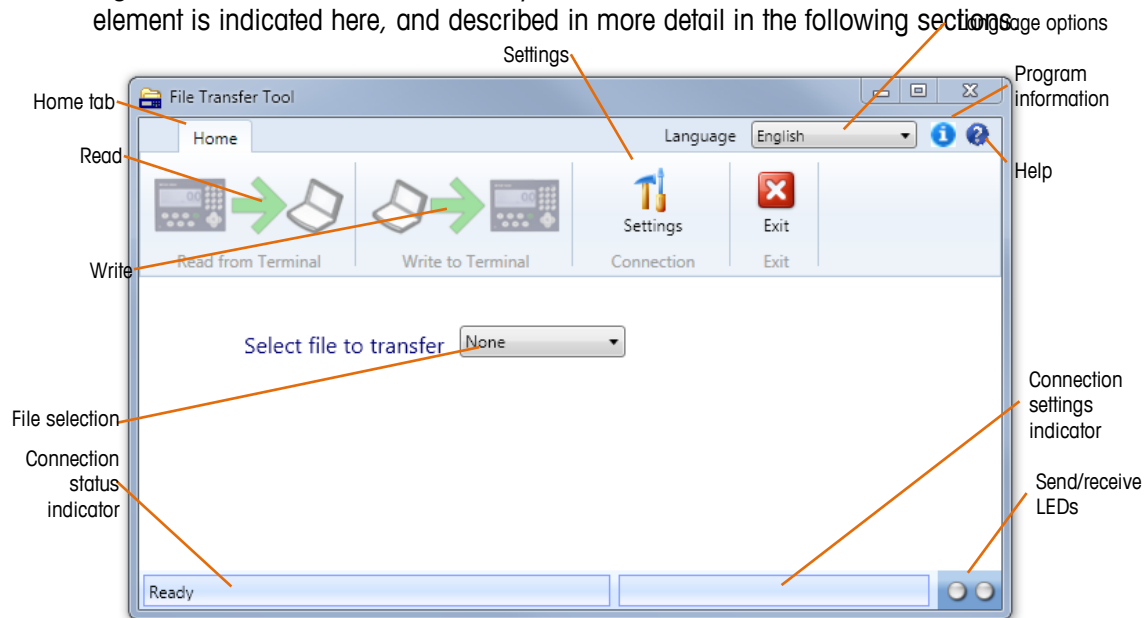 element is indicated here, and described in more detail in the following sections.
Language options
Settings
Program
information
Home tab
File Transfer Tool
Home
Language
English
Read
Help
Settings
Exit
Write
Read from Terminal
Write to Terminal
Connection
Exit
Select file to transfer
None
File selection
Connection
settings
indicator
Connection
status
indicator
Send/receive
LEDs
Ready